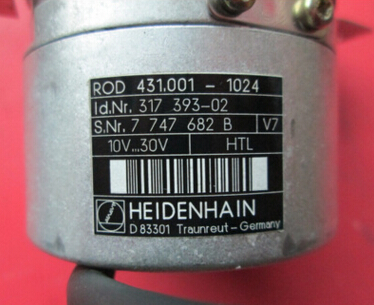 ROD 431.001 - 1024
Id.Nr. 317 393-02
S.Nr. 7 747 682 B V7
10V...30V HTL
HEIDENHAIN
D 83301 Traunreut-Germany